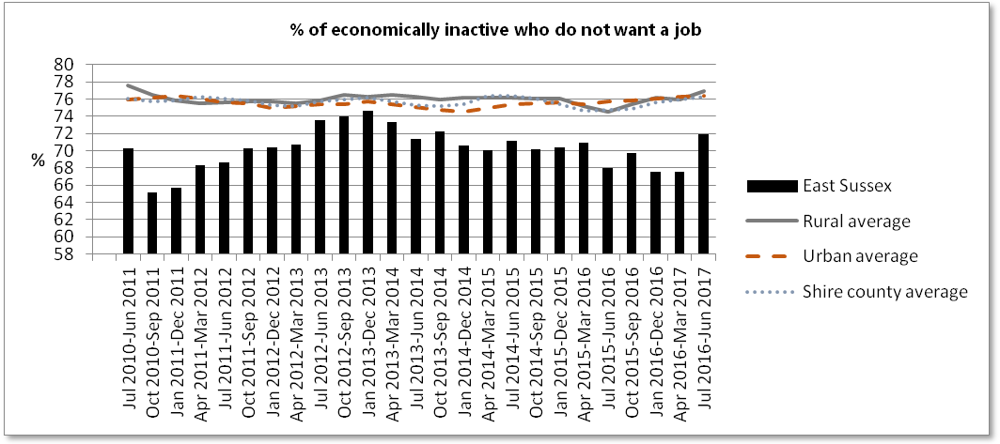 % of economically inactive who do not want a job
80
78
76
74
72
70
68
66
64
62
60
58
%
Jul 2010-Jun 2011
Oct 2010-Sep 2011
Jan 2011-Dec 2011
Apr 2011-Mar 2012
Jul 2011-Jun 2012
Oct 2011-Sep 2012
Jan 2012-Dec 2012
Apr 2012-Mar 2013
Jul 2012-Jun 2013
Oct 2012-Sep 2013
Jan 2013-Dec 2013
Apr 2013-Mar 2014
Jul 2013-Jun 2014
Oct 2013-Sep 2014
Jan 2014-Dec 2014
Apr 2014-Mar 2015
Jul 2014-Jun 2015
Oct 2014-Sep 2015
Jan 2015-Dec 2015
Apr 2015-Mar 2016
Jul 2015-Jun 2016
Oct 2015-Sep 2016
Jan 2016-Dec 2016
Apr 2016-Mar 2017
Jul 2016-Jun 2017
East Sussex
Rural average
Urban average
Shire county average